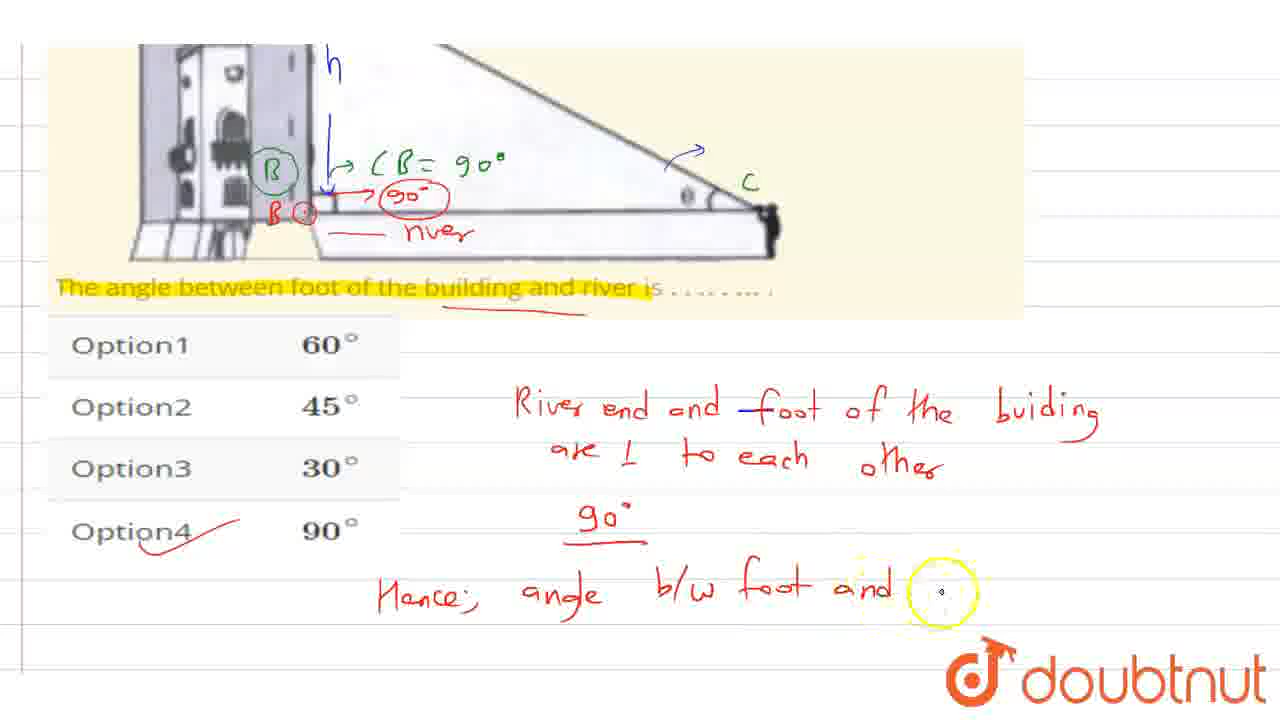 h
B
∠B = 90°
90°
B
river
θ
C
The angle between foot of the building and river is . . . . . ... .
Option1 60°
Option2 45°
Option3 30°
Option4 90°
River end and foot of the buiding
are ⊥ to each other
90°
Hence; angle b/w foot and
doubtnut